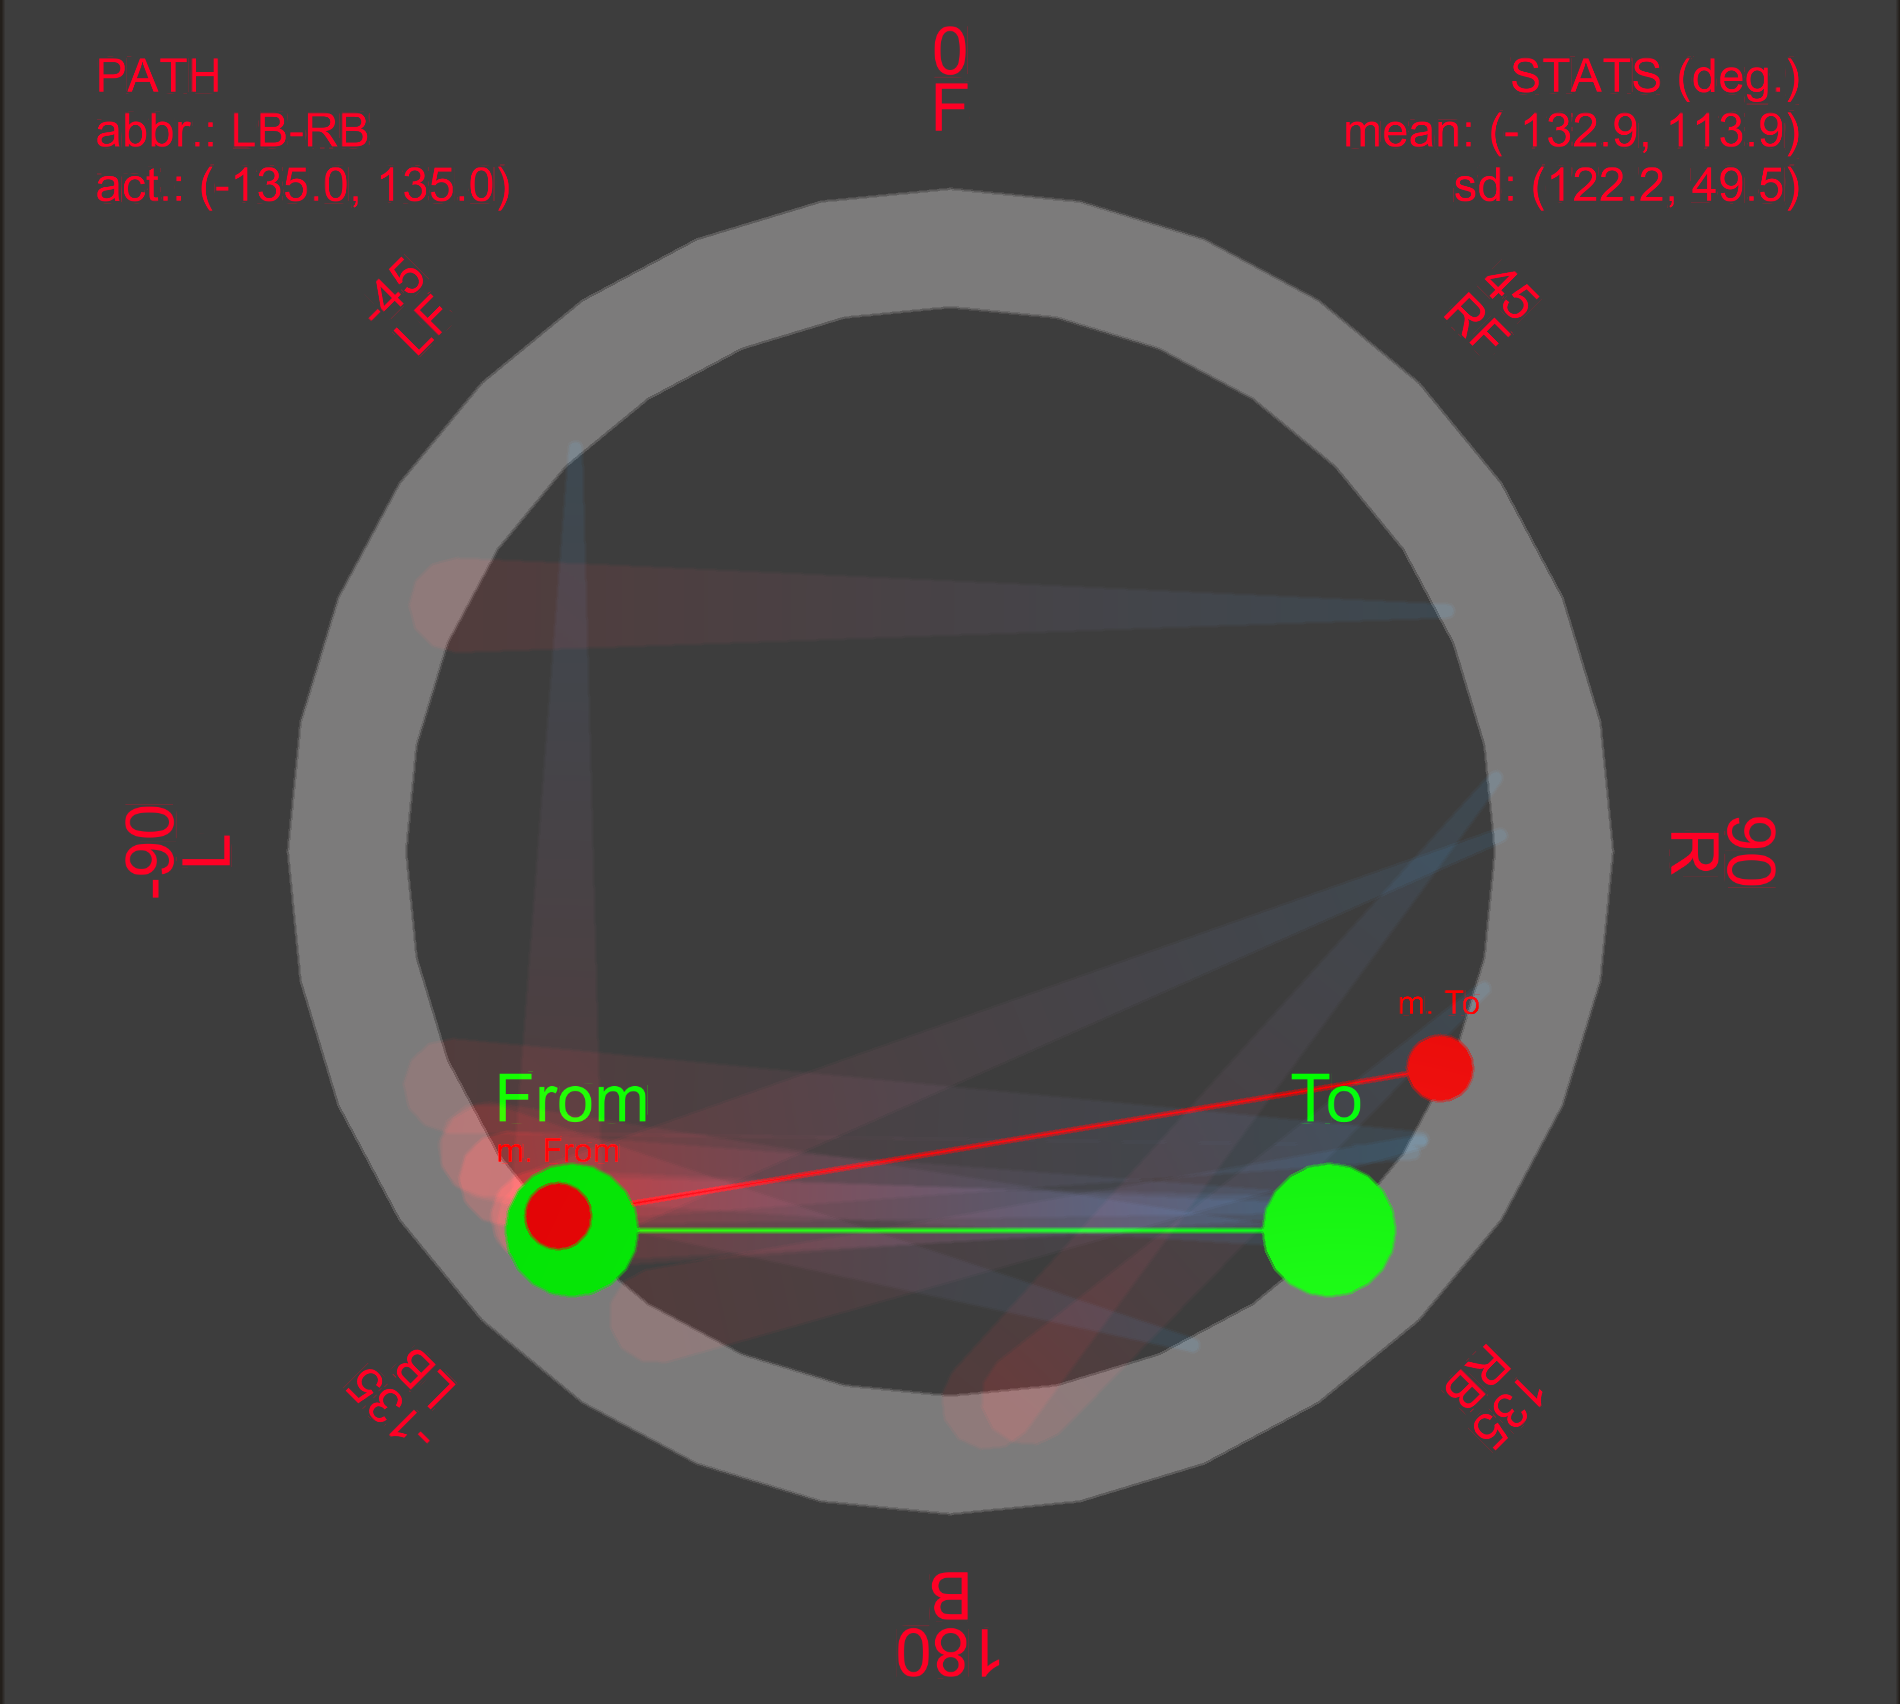 PATH
abbr.: LB-RB
act.: (-135.0, 135.0)
STATS (deg.)
mean: (-132.9, 113.9)
sd: (122.2, 49.5)
0
F
-45
LF
45
RF
-90
L
90
R
m. To
From
To
m. From
LB
-135
RB
135
B
180